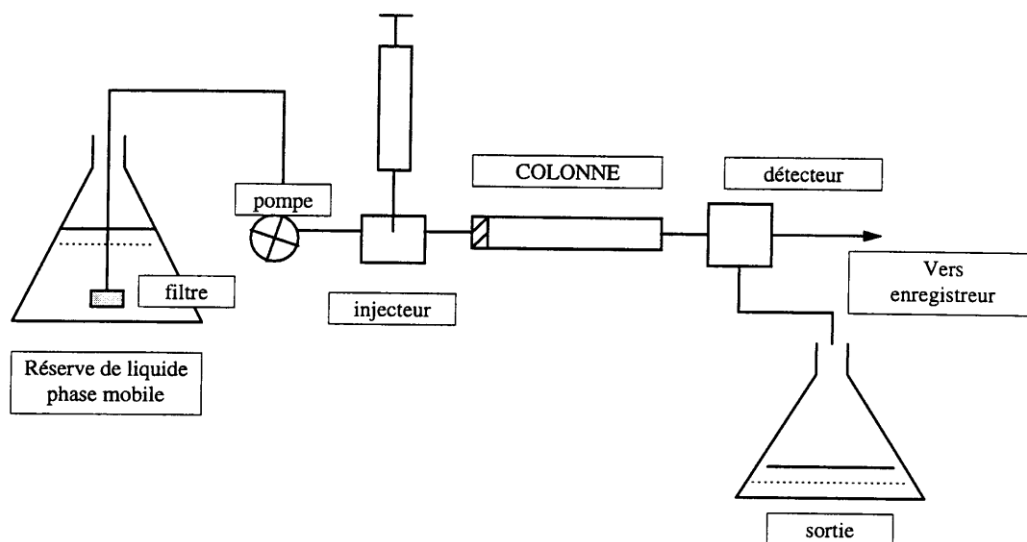 COLONNE
détecteur
pompe
filtre
injecteur
Vers
enregistreur
Réserve de liquide
phase mobile
sortie